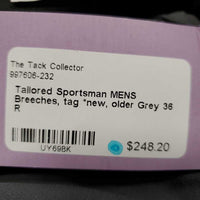 The Tack Collector
997606-232
Tailored Sportsman MENS
Breeches, tag *new, older Grey 36
R
UY69BK
$248.20